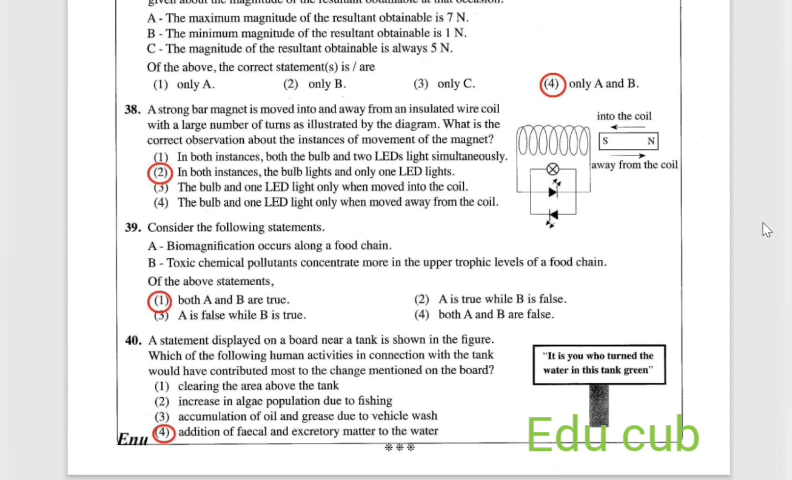 given about the magnitude of the resultant obtainable at that occasion.
A - The maximum magnitude of the resultant obtainable is 7 N.
B - The minimum magnitude of the resultant obtainable is 1 N.
C - The magnitude of the resultant obtainable is always 5 N.
Of the above, the correct statement(s) is / are
(1) only A. (2) only B. (3) only C. (4) only A and B.
38. A strong bar magnet is moved into and away from an insulated wire coil
with a large number of turns as illustrated by the diagram. What is the
correct observation about the instances of movement of the magnet?
(1) In both instances, both the bulb and two LEDs light simultaneously.
(2) In both instances, the bulb lights and only one LED lights.
(3) The bulb and one LED light only when moved into the coil.
(4) The bulb and one LED light only when moved away from the coil.
into the coil
S N
away from the coil
39. Consider the following statements.
A - Biomagnification occurs along a food chain.
B - Toxic chemical pollutants concentrate more in the upper trophic levels of a food chain.
Of the above statements,
(1) both A and B are true. (2) A is true while B is false.
(3) A is false while B is true. (4) both A and B are false.
40. A statement displayed on a board near a tank is shown in the figure.
Which of the following human activities in connection with the tank
would have contributed most to the change mentioned on the board?
(1) clearing the area above the tank
(2) increase in algae population due to fishing
(3) accumulation of oil and grease due to vehicle wash
(4) addition of faecal and excretory matter to the water
"It is you who turned the
water in this tank green"
Enu
Edu cub
***